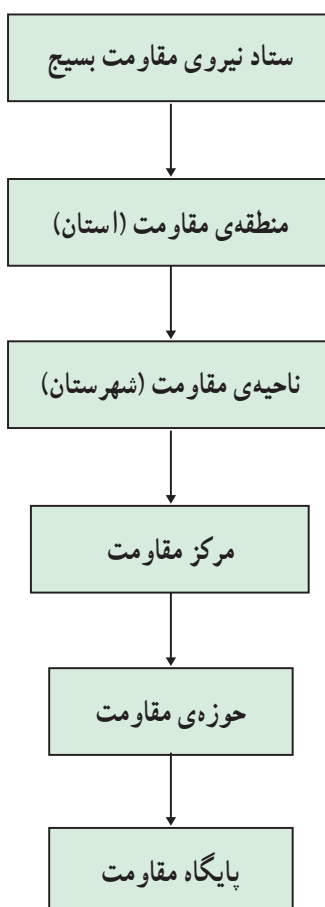 ستاد نیروی مقاومت بسیج
منطقه‌ی مقاومت (استان)
ناحیه‌ی مقاومت (شهرستان)
مرکز مقاومت
حوزه‌ی مقاومت
پایگاه مقاومت